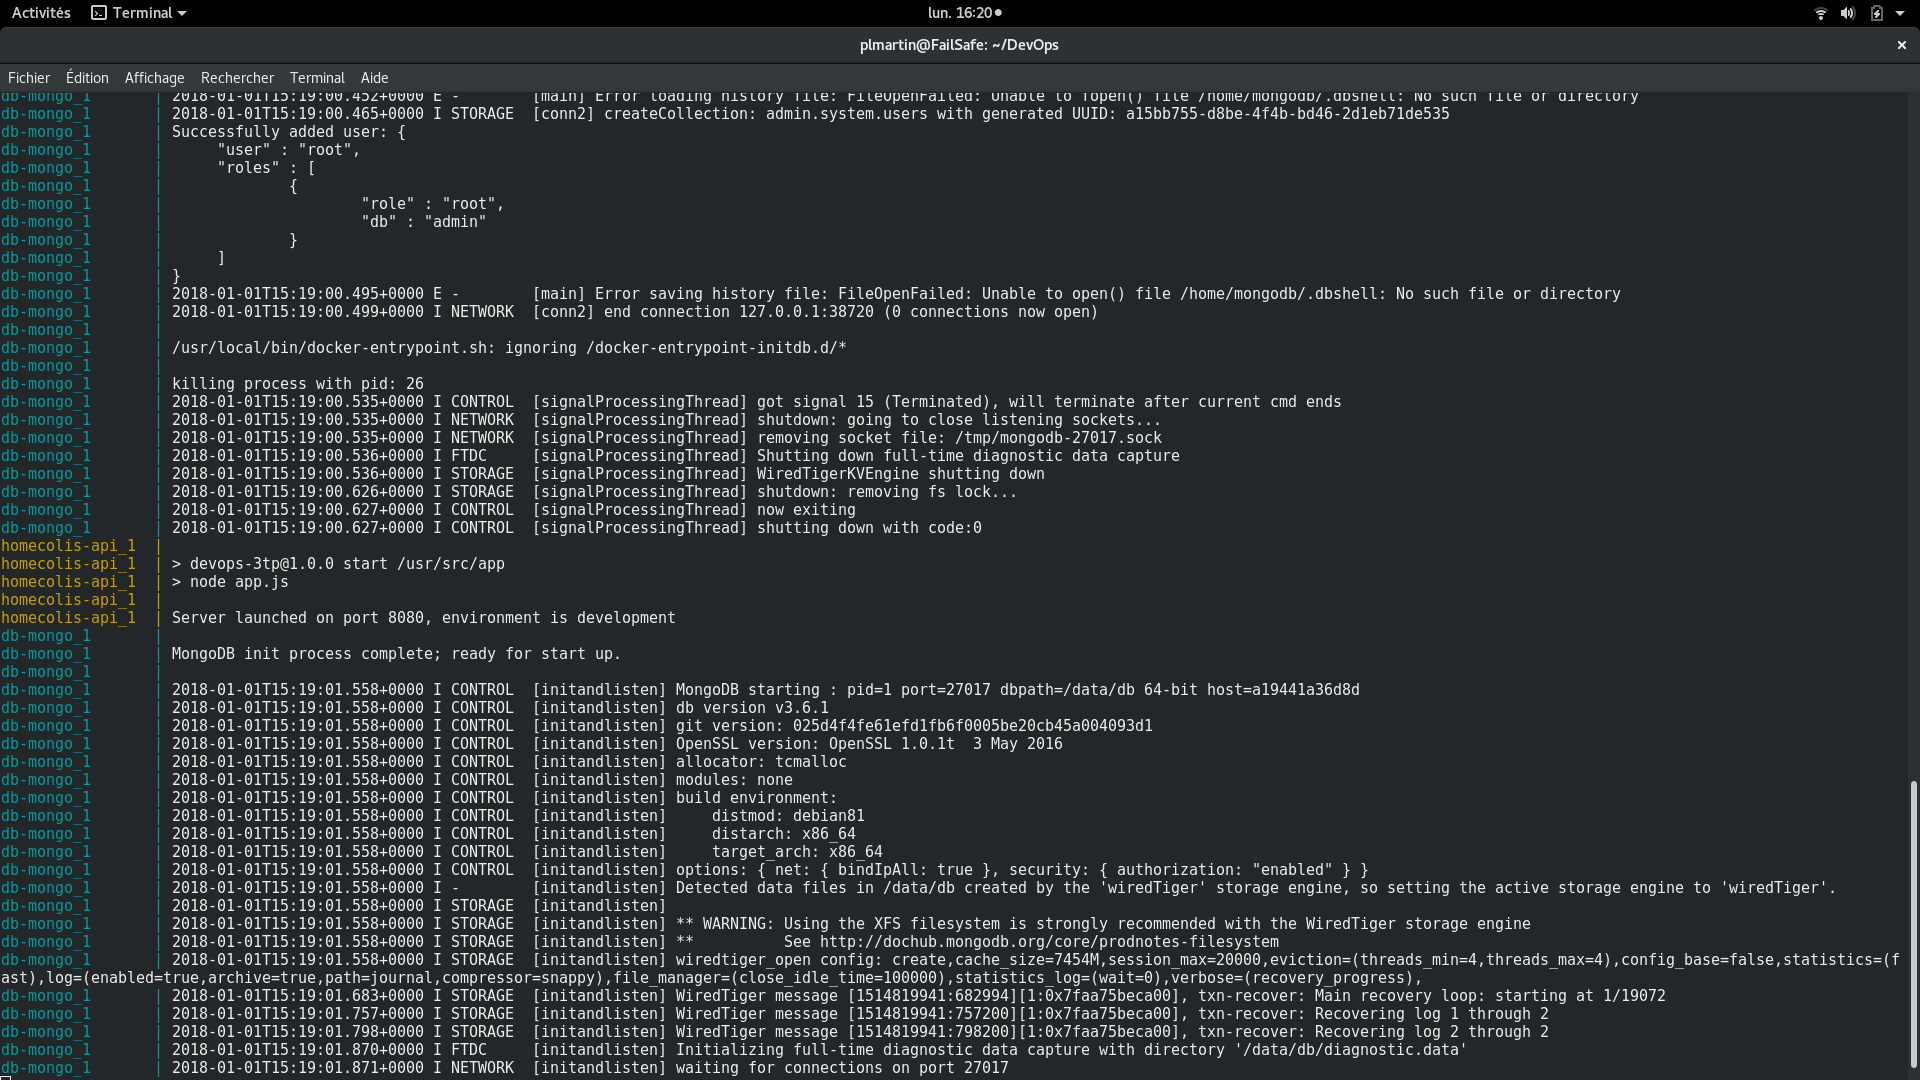 Activités Terminal lun. 16:20
plmartin@FailSafe: ~/DevOps
Fichier Édition Affichage Rechercher Terminal Aide
db-mongo_1 | 2018-01-01T15:19:00.452+0000 E - [main] Error loading history file: FileOpenFailed: Unable to fopen() file /home/mongodb/.dbshell: No such file or directory
db-mongo_1 | 2018-01-01T15:19:00.465+0000 I STORAGE [conn2] createCollection: admin.system.users with generated UUID: a15bb755-d8be-4f4b-bd46-2d1eb71de535
db-mongo_1 | Successfully added user: {
db-mongo_1 | "user" : "root",
db-mongo_1 | "roles" : [
db-mongo_1 | {
db-mongo_1 | "role" : "root",
db-mongo_1 | "db" : "admin"
db-mongo_1 | }
db-mongo_1 | ]
db-mongo_1 | }
db-mongo_1 | 2018-01-01T15:19:00.495+0000 E - [main] Error saving history file: FileOpenFailed: Unable to open() file /home/mongodb/.dbshell: No such file or directory
db-mongo_1 | 2018-01-01T15:19:00.499+0000 I NETWORK [conn2] end connection 127.0.0.1:38720 (0 connections now open)
db-mongo_1 |
db-mongo_1 | /usr/local/bin/docker-entrypoint.sh: ignoring /docker-entrypoint-initdb.d/*
db-mongo_1 |
db-mongo_1 | killing process with pid: 26
db-mongo_1 | 2018-01-01T15:19:00.535+0000 I CONTROL [signalProcessingThread] got signal 15 (Terminated), will terminate after current cmd ends
db-mongo_1 | 2018-01-01T15:19:00.535+0000 I NETWORK [signalProcessingThread] shutdown: going to close listening sockets...
db-mongo_1 | 2018-01-01T15:19:00.535+0000 I NETWORK [signalProcessingThread] removing socket file: /tmp/mongodb-27017.sock
db-mongo_1 | 2018-01-01T15:19:00.536+0000 I FTDC [signalProcessingThread] Shutting down full-time diagnostic data capture
db-mongo_1 | 2018-01-01T15:19:00.536+0000 I STORAGE [signalProcessingThread] WiredTigerKVEngine shutting down
db-mongo_1 | 2018-01-01T15:19:00.626+0000 I STORAGE [signalProcessingThread] shutdown: removing fs lock...
db-mongo_1 | 2018-01-01T15:19:00.627+0000 I CONTROL [signalProcessingThread] now exiting
db-mongo_1 | 2018-01-01T15:19:00.627+0000 I CONTROL [signalProcessingThread] shutting down with code:0
homecolis-api_1 |
homecolis-api_1 | > devops-3tp@1.0.0 start /usr/src/app
homecolis-api_1 | > node app.js
homecolis-api_1 |
homecolis-api_1 | Server launched on port 8080, environment is development
db-mongo_1 |
db-mongo_1 | MongoDB init process complete; ready for start up.
db-mongo_1 |
db-mongo_1 | 2018-01-01T15:19:01.558+0000 I CONTROL [initandlisten] MongoDB starting : pid=1 port=27017 dbpath=/data/db 64-bit host=a19441a36d8d
db-mongo_1 | 2018-01-01T15:19:01.558+0000 I CONTROL [initandlisten] db version v3.6.1
db-mongo_1 | 2018-01-01T15:19:01.558+0000 I CONTROL [initandlisten] git version: 025d4f4fe61efd1fb6f0005be20cb45a004093d1
db-mongo_1 | 2018-01-01T15:19:01.558+0000 I CONTROL [initandlisten] OpenSSL version: OpenSSL 1.0.1t 3 May 2016
db-mongo_1 | 2018-01-01T15:19:01.558+0000 I CONTROL [initandlisten] allocator: tcmalloc
db-mongo_1 | 2018-01-01T15:19:01.558+0000 I CONTROL [initandlisten] modules: none
db-mongo_1 | 2018-01-01T15:19:01.558+0000 I CONTROL [initandlisten] build environment:
db-mongo_1 | 2018-01-01T15:19:01.558+0000 I CONTROL [initandlisten] distmod: debian81
db-mongo_1 | 2018-01-01T15:19:01.558+0000 I CONTROL [initandlisten] distarch: x86_64
db-mongo_1 | 2018-01-01T15:19:01.558+0000 I CONTROL [initandlisten] target_arch: x86_64
db-mongo_1 | 2018-01-01T15:19:01.558+0000 I CONTROL [initandlisten] options: { net: { bindIpAll: true }, security: { authorization: "enabled" } }
db-mongo_1 | 2018-01-01T15:19:01.558+0000 I - [initandlisten] Detected data files in /data/db created by the 'wiredTiger' storage engine, so setting the active storage engine to 'wiredTiger'.
db-mongo_1 | 2018-01-01T15:19:01.558+0000 I STORAGE [initandlisten]
db-mongo_1 | 2018-01-01T15:19:01.558+0000 I STORAGE [initandlisten] ** WARNING: Using the XFS filesystem is strongly recommended with the WiredTiger storage engine
db-mongo_1 | 2018-01-01T15:19:01.558+0000 I STORAGE [initandlisten] ** See http://dochub.mongodb.org/core/prodnotes-filesystem
db-mongo_1 | 2018-01-01T15:19:01.558+0000 I STORAGE [initandlisten] wiredtiger_open config: create,cache_size=7454M,session_max=20000,eviction=(threads_min=4,threads_max=4),config_base=false,statistics=(f
ast),log=(enabled=true,archive=true,path=journal,compressor=snappy),file_manager=(close_idle_time=100000),statistics_log=(wait=0),verbose=(recovery_progress),
db-mongo_1 | 2018-01-01T15:19:01.683+0000 I STORAGE [initandlisten] WiredTiger message [1514819941:682994][1:0x7faa75beca00], txn-recover: Main recovery loop: starting at 1/19072
db-mongo_1 | 2018-01-01T15:19:01.757+0000 I STORAGE [initandlisten] WiredTiger message [1514819941:757200][1:0x7faa75beca00], txn-recover: Recovering log 1 through 2
db-mongo_1 | 2018-01-01T15:19:01.798+0000 I STORAGE [initandlisten] WiredTiger message [1514819941:798200][1:0x7faa75beca00], txn-recover: Recovering log 2 through 2
db-mongo_1 | 2018-01-01T15:19:01.870+0000 I FTDC [initandlisten] Initializing full-time diagnostic data capture with directory '/data/db/diagnostic.data'
db-mongo_1 | 2018-01-01T15:19:01.871+0000 I NETWORK [initandlisten] waiting for connections on port 27017